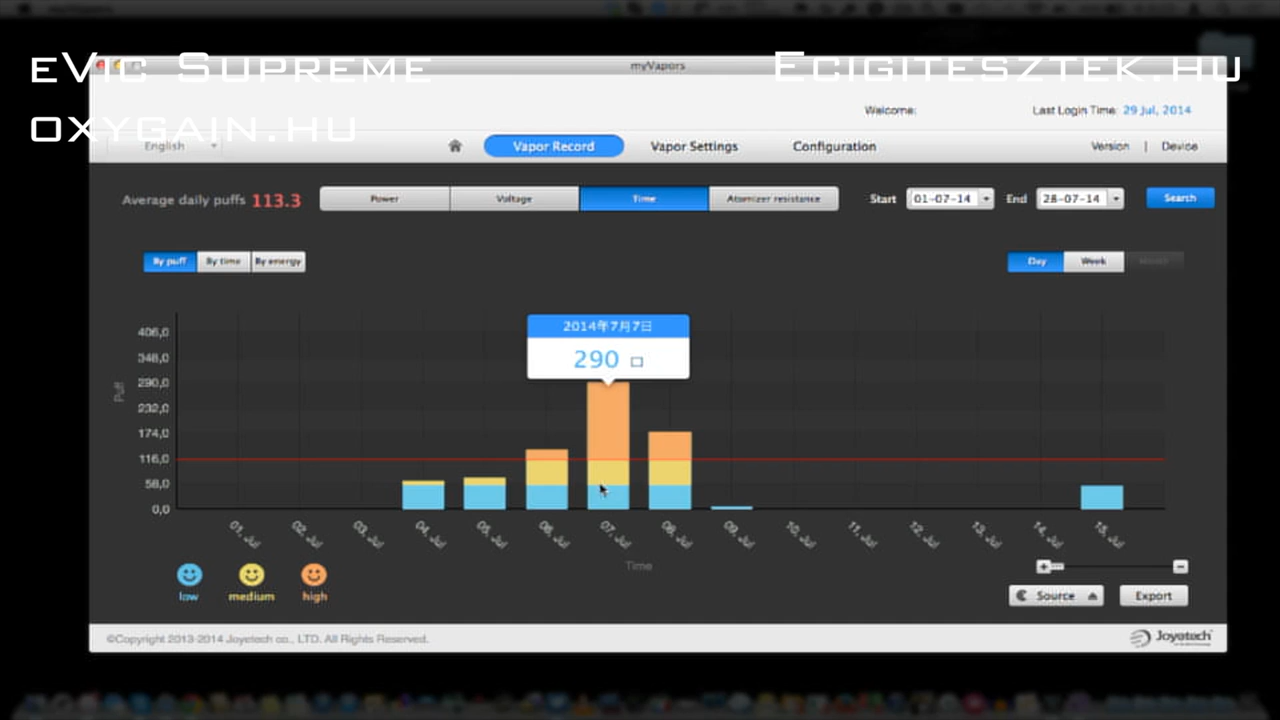 eVic Supreme
Ecigitesztek.hu
oxygain.hu
myVapors
Welcome:
Last Login Time: 29 Jul, 2014
English
Vapor Record
Vapor Settings
Configuration
Version | Device
Average daily puffs 113.3
Power
Voltage
Time
Atomizer resistance
Start 01-07-14
End 28-07-14
Search
By puff
By time
By energy
Day
Week
2014年7月7日
290 口
Puff
406,0
348,0
290,0
232,0
174,0
116,0
58,0
0,0
01, Jul
02, Jul
03, Jul
04, Jul
05, Jul
06, Jul
07, Jul
08, Jul
09, Jul
10, Jul
11, Jul
12, Jul
13, Jul
14, Jul
15, Jul
Time
low
medium
high
Source
Export
©Copyright 2013-2014 Joyetech co., LTD. All Rights Reserved.
Joyetech